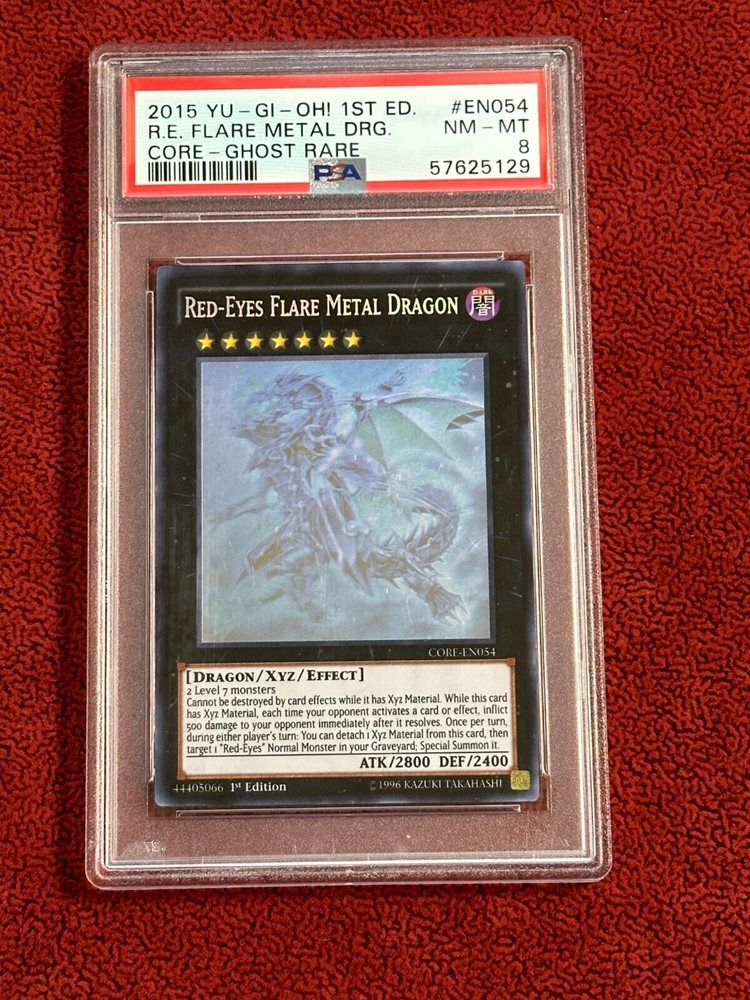 2015 YU-GI-OH! 1ST ED. #EN054
R.E. FLARE METAL DRG. NM-MT
CORE-GHOST RARE 8
PSA 57625129
RED-EYES FLARE METAL DRAGON
DARK
闇
CORE-EN054
[DRAGON/XYZ/EFFECT]
2 Level 7 monsters
Cannot be destroyed by card effects while it has Xyz Material. While this card
has Xyz Material, each time your opponent activates a card or effect, inflict
500 damage to your opponent immediately after it resolves. Once per turn,
during either player's turn: You can detach 1 Xyz Material from this card, then
target 1 "Red-Eyes" Normal Monster in your Graveyard; Special Summon it.
ATK/2800 DEF/2400
44405066 1st Edition ©1996 KAZUKI TAKAHASHI